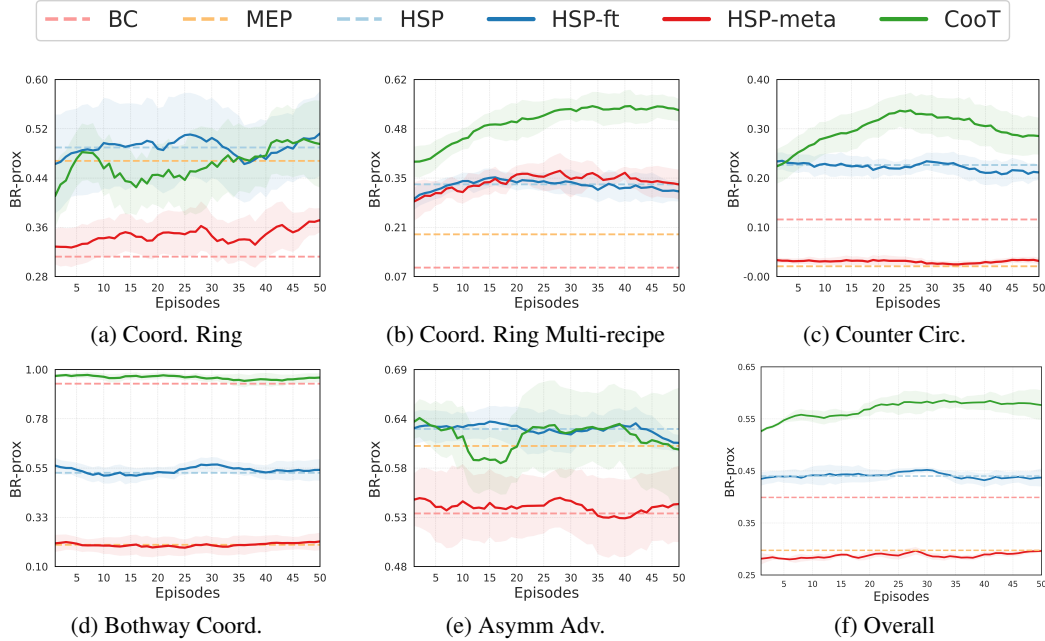 BC MEP HSP HSP-ft HSP-meta CooT
0.60 0.52 0.44 0.36 0.28
BR-prox
5 10 15 20 25 30 35 40 45 50
Episodes
(a) Coord. Ring
0.62 0.48 0.35 0.21 0.07
BR-prox
5 10 15 20 25 30 35 40 45 50
Episodes
(b) Coord. Ring Multi-recipe
0.40 0.30 0.20 0.10 -0.00
BR-prox
5 10 15 20 25 30 35 40 45 50
Episodes
(c) Counter Circ.
1.00 0.78 0.55 0.33 0.10
BR-prox
5 10 15 20 25 30 35 40 45 50
Episodes
(d) Bothway Coord.
0.69 0.64 0.58 0.53 0.48
BR-prox
5 10 15 20 25 30 35 40 45 50
Episodes
(e) Asymm Adv.
0.65 0.55 0.45 0.35 0.25
BR-prox
5 10 15 20 25 30 35 40 45 50
Episodes
(f) Overall